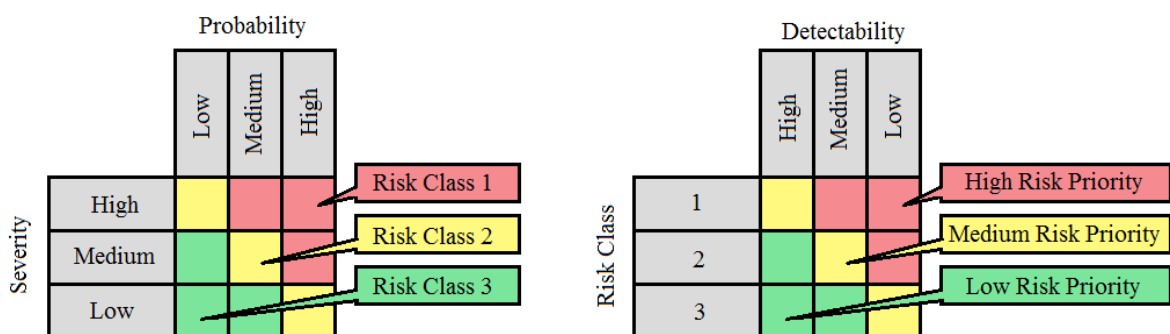 Probability
Low
Medium
High
Severity
High
Medium
Low
Risk Class 1
Risk Class 2
Risk Class 3
Detectability
High
Medium
Low
Risk Class
1
2
3
High Risk Priority
Medium Risk Priority
Low Risk Priority